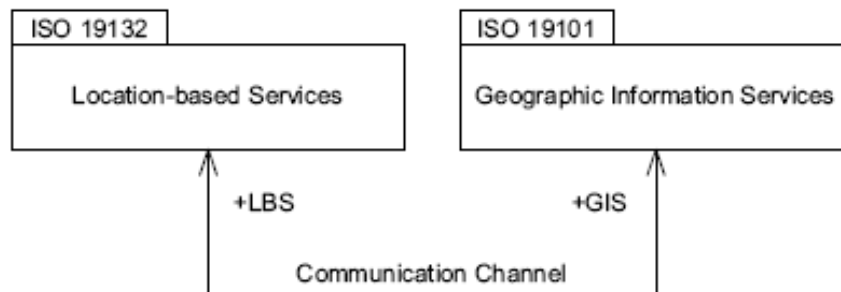 ISO 19132
ISO 19101
Location-based Services
Geographic Information Services
+LBS
+GIS
Communication Channel